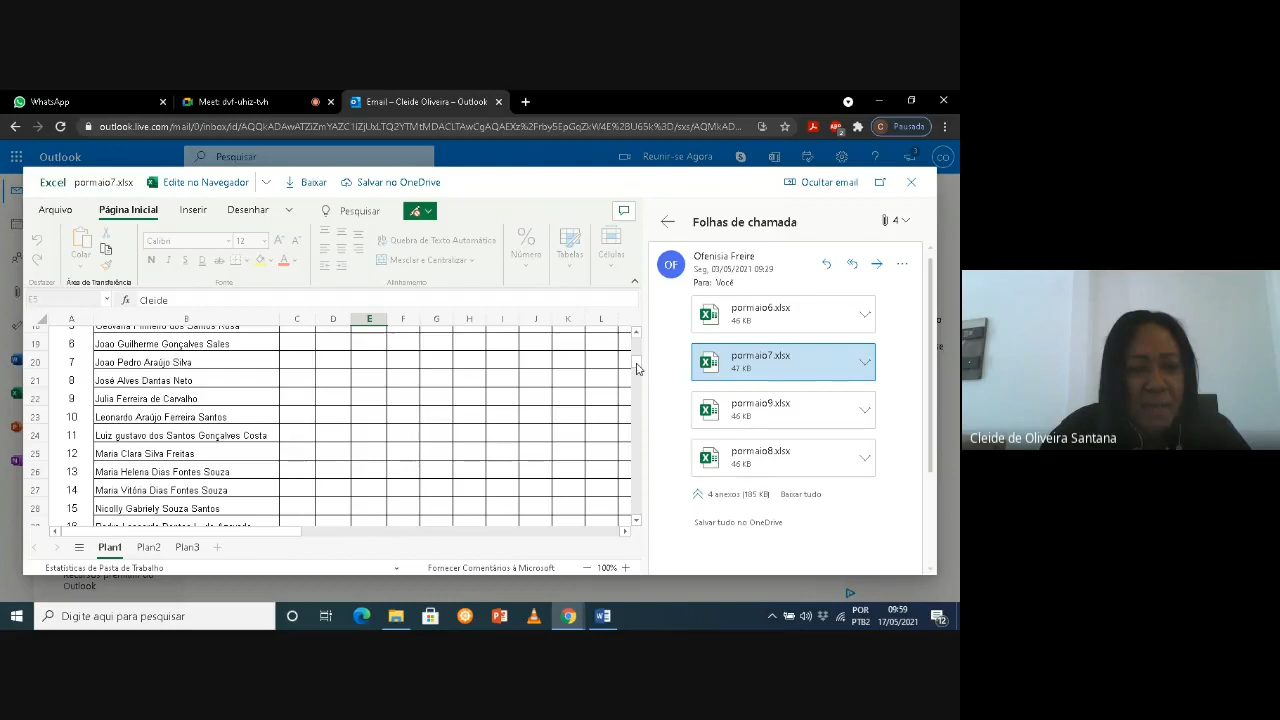 WhatsApp
Meet: dvf-uhiz-tvh
Email – Cleide Oliveira – Outlook
Pausada
Outlook
Pesquisar
Reunir-se Agora
3
CO
Excel pormaio7.xlsx Edite no Navegador Baixar Salvar no OneDrive
Ocultar email
Arquivo Página Inicial Inserir Desenhar Pesquisar
Colar
Calibri 12
Quebra de Texto Automática
Mesclar e Centralizar
Número Tabelas Células
Desfazer Área de Transferência Fonte Alinhamento
E5 fx Cleide
A B C D E F G H I J K L
19 6 Joao Guilherme Gonçalves Sales
20 7 Joao Pedro Araújo Silva
21 8 José Alves Dantas Neto
22 9 Julia Ferreira de Carvalho
23 10 Leonardo Araújo Ferreira Santos
24 11 Luiz gustavo dos Santos Gonçalves Costa
25 12 Maria Clara Silva Freitas
26 13 Maria Helena Dias Fontes Souza
27 14 Maria Vitória Dias Fontes Souza
28 15 Nicolly Gabriely Souza Santos
Plan1 Plan2 Plan3
Estatísticas de Pasta de Trabalho
Fornecer Comentários à Microsoft
100%
Folhas de chamada
4
OF
Ofenisia Freire
Seg, 03/05/2021 09:29
Para: Você
pormaio6.xlsx
46 KB
pormaio7.xlsx
47 KB
pormaio9.xlsx
46 KB
pormaio8.xlsx
46 KB
4 anexos (185 KB) Baixar tudo
Salvar tudo no OneDrive
Outlook
Digite aqui para pesquisar
POR
PTB2
09:59
17/05/2021
12
Cleide de Oliveira Santana